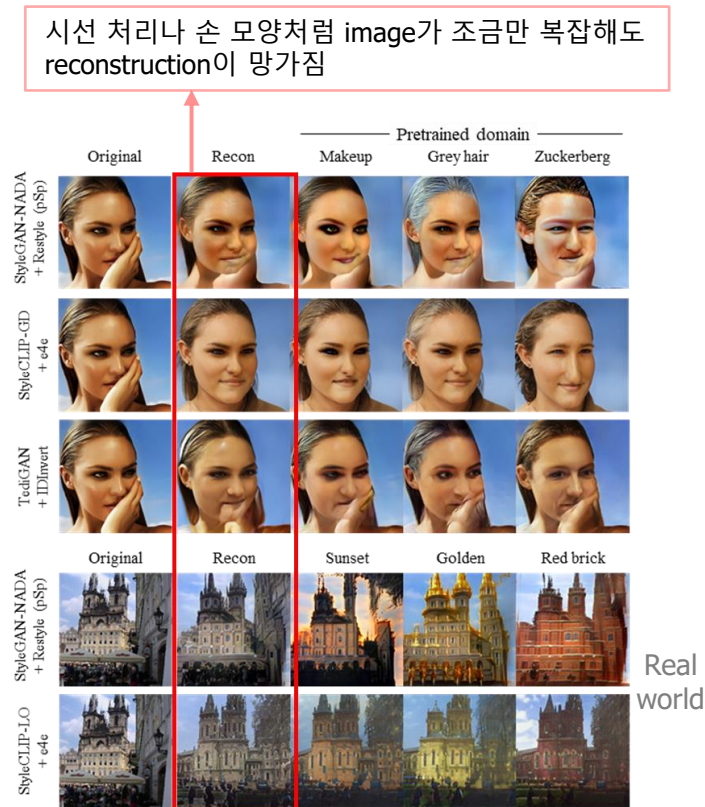 시선 처리나 손 모양처럼 image가 조금만 복잡해도
reconstruction이 망가짐
Pretrained domain
Original Recon Makeup Grey hair Zuckerberg
StyleGAN-NADA
+ Restyle (pSp)
StyleCLIP-GD
+ e4e
TediGAN
+ IDInvert
Original Recon Sunset Golden Red brick
StyleGAN-NADA
+ Restyle (pSp)
StyleCLIP-LO
+ e4e
Real
world